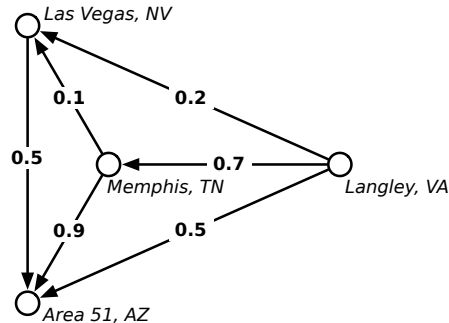 Las Vegas, NV
0.1
0.2
0.5
0.7
Memphis, TN
Langley, VA
0.9
0.5
Area 51, AZ